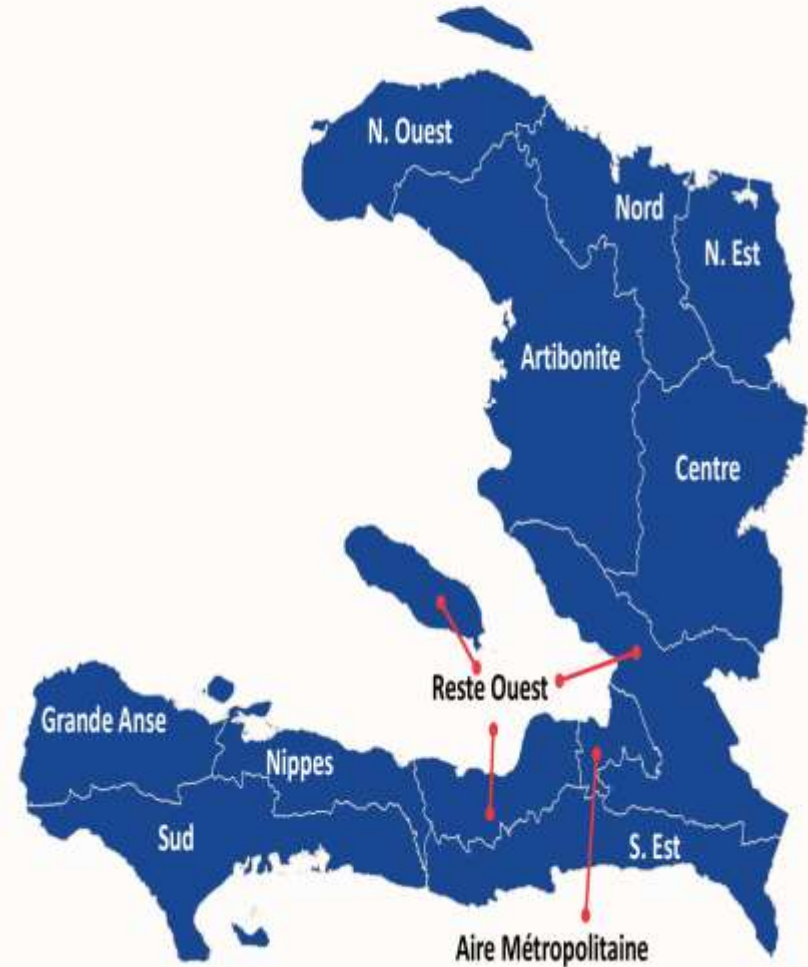 N. Ouest
Nord
N. Est
Artibonite
Centre
Reste Ouest
Grande Anse
Nippes
Sud
S. Est
Aire Métropolitaine